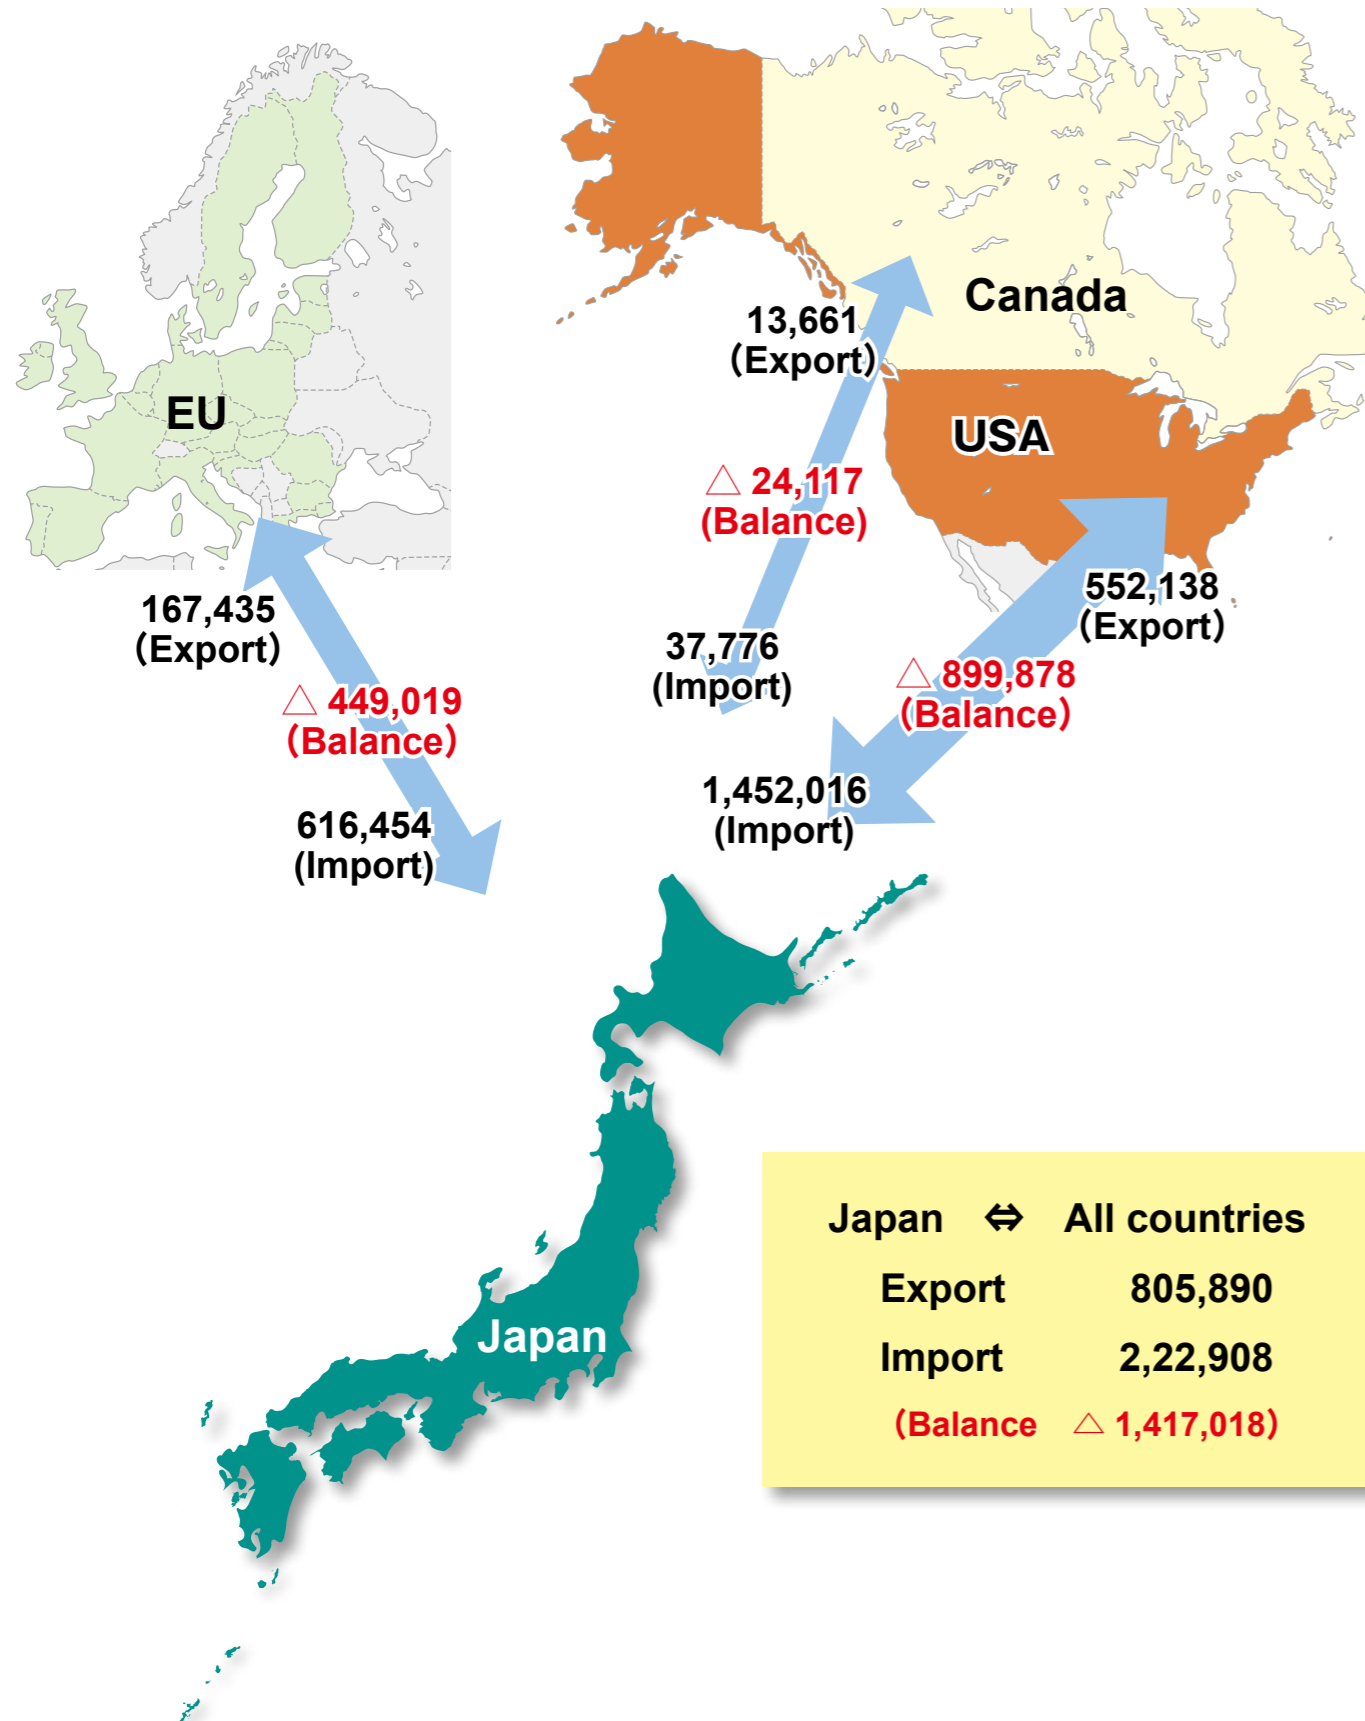 EU
167,435
(Export)
△ 449,019
(Balance)
616,454
(Import)
Canada
13,661
(Export)
△ 24,117
(Balance)
37,776
(Import)
USA
552,138
(Export)
△ 899,878
(Balance)
1,452,016
(Import)
Japan
Japan ⇔ All countries
Export 805,890
Import 2,22,908
(Balance △ 1,417,018)